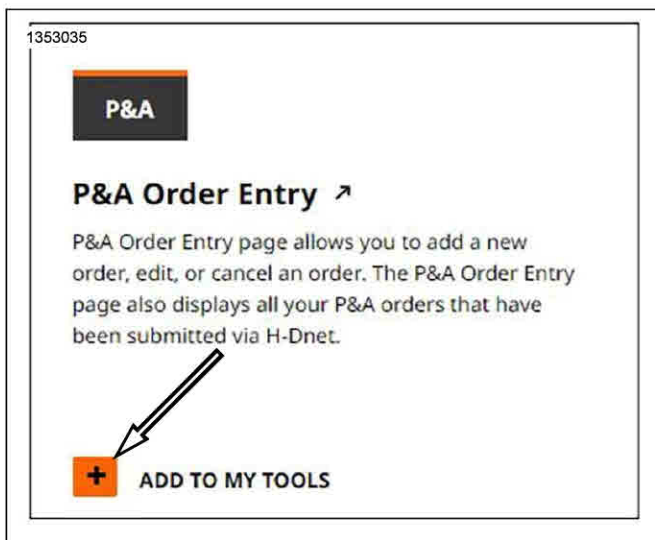 1353035
P&A
P&A Order Entry ↗
P&A Order Entry page allows you to add a new
order, edit, or cancel an order. The P&A Order Entry
page also displays all your P&A orders that have
been submitted via H-Dnet.
+ ADD TO MY TOOLS